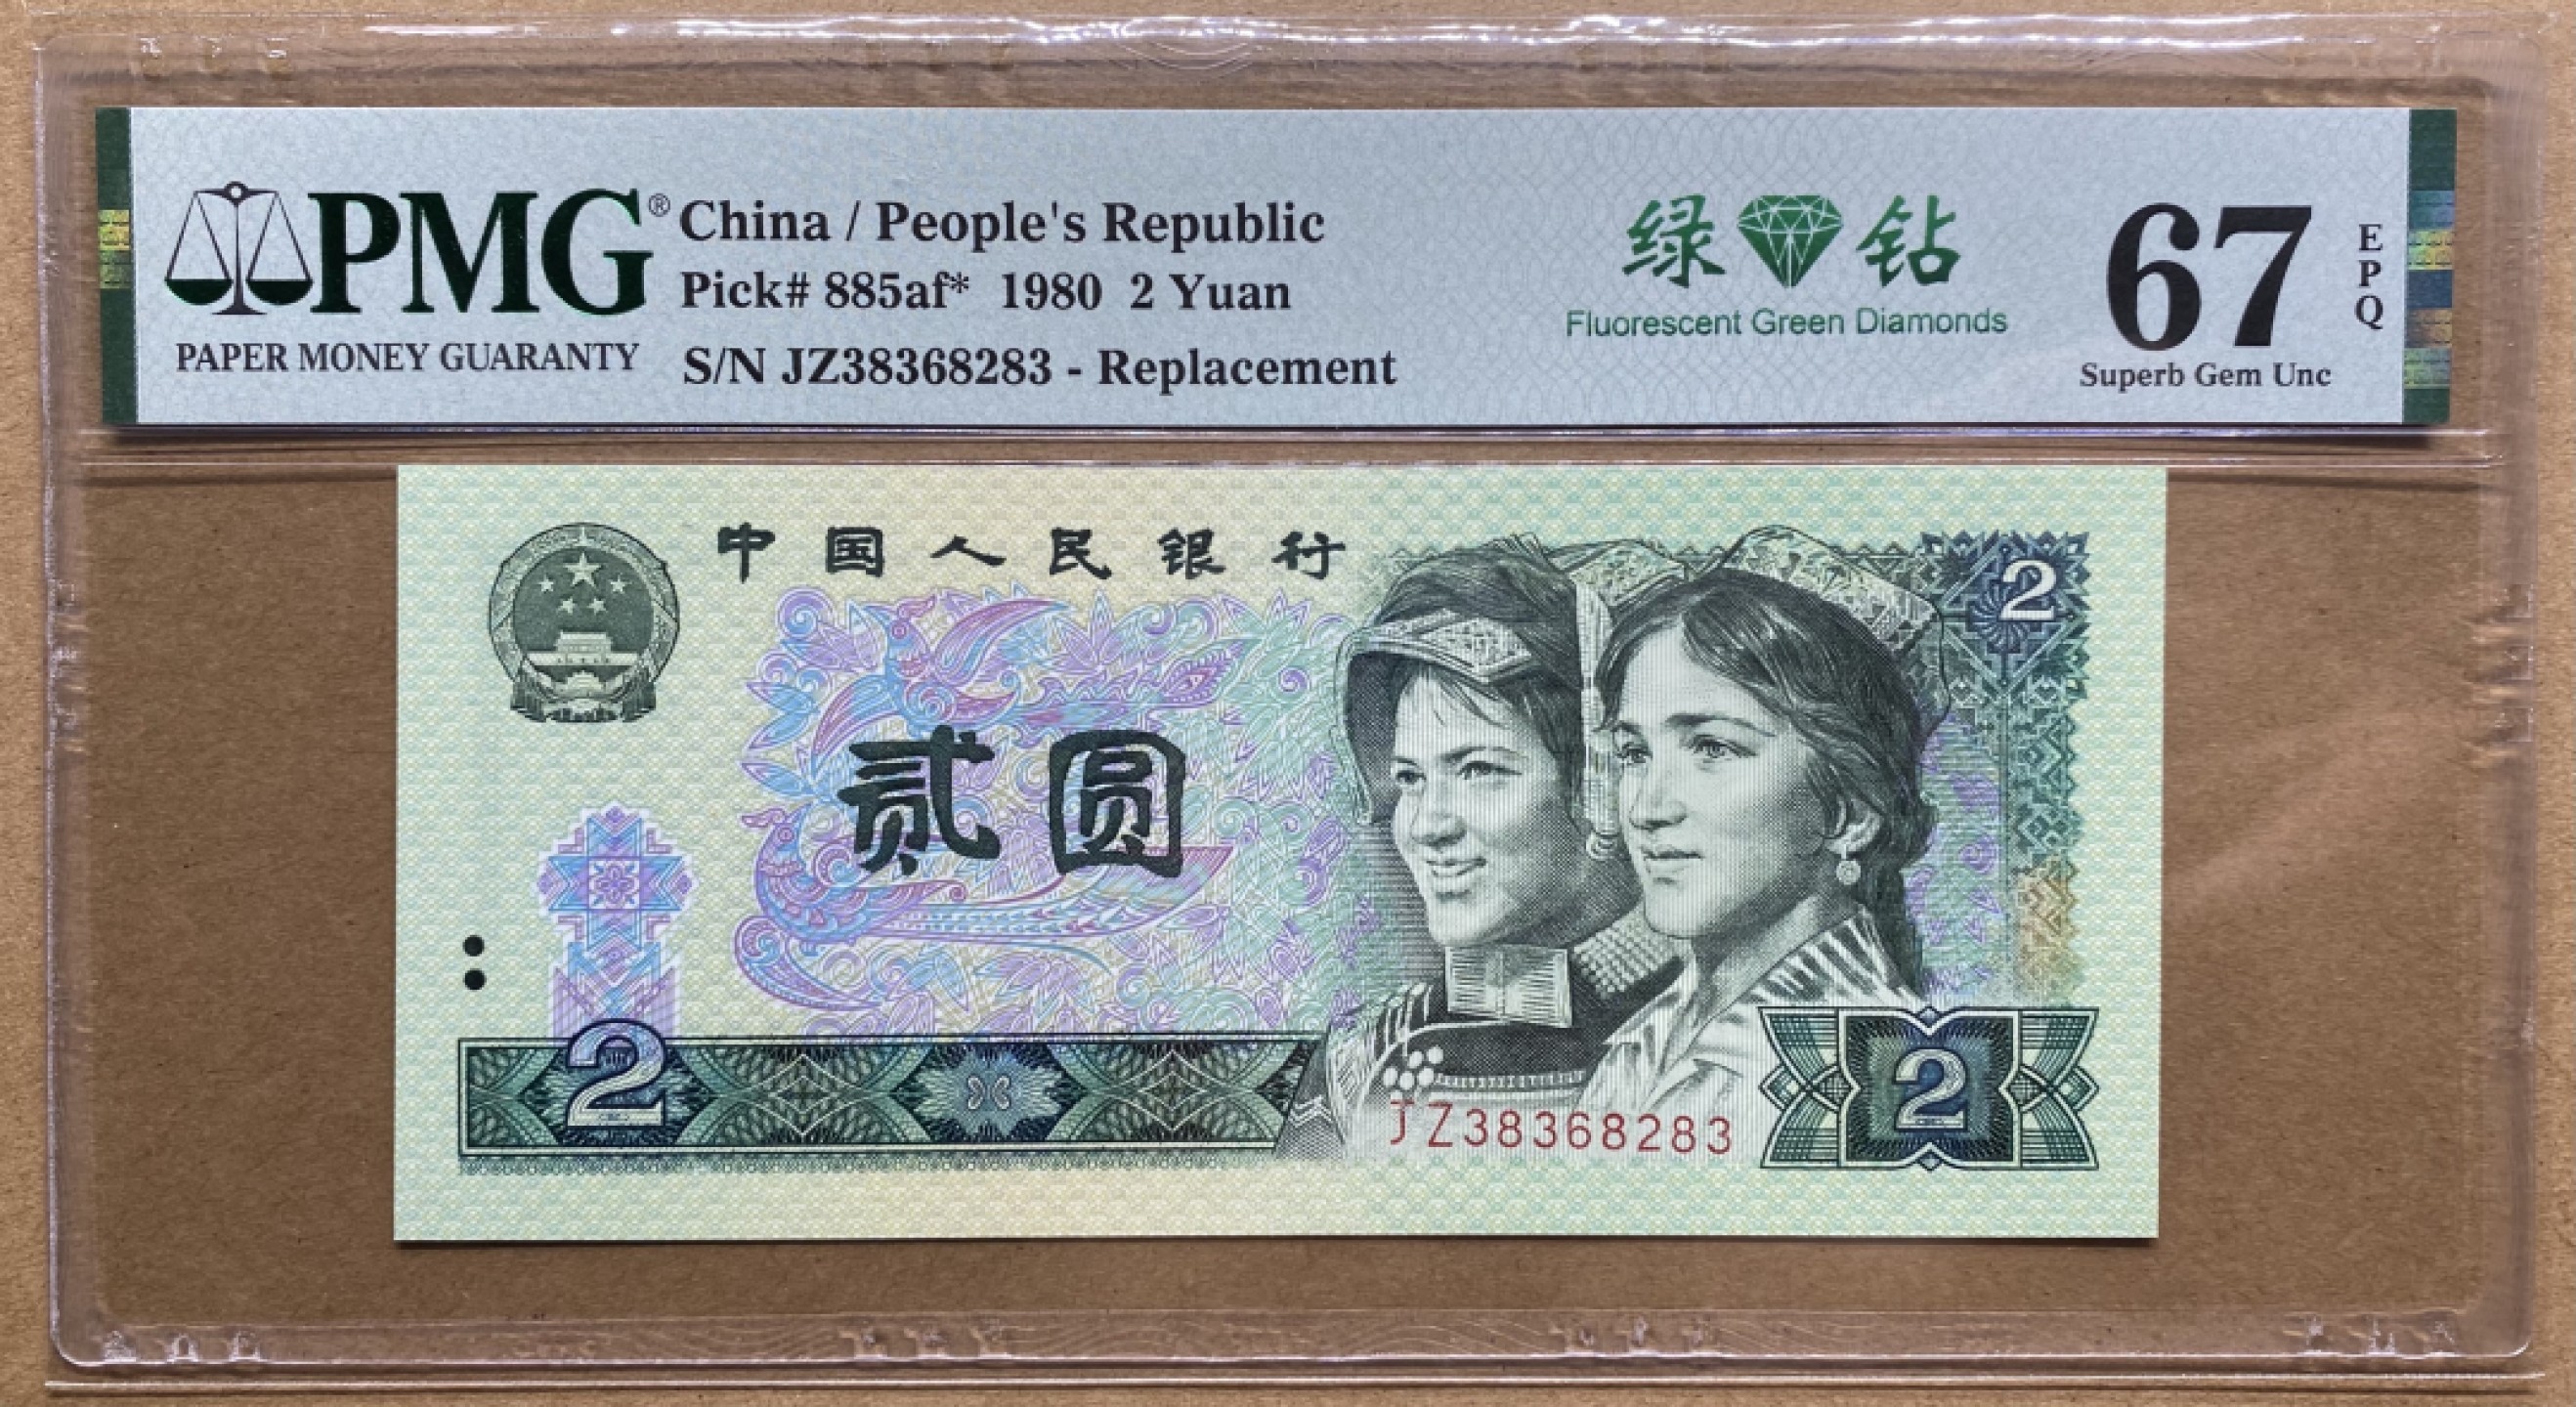 PMG®
PAPER MONEY GUARANTY
China / People's Republic
Pick# 885af* 1980 2 Yuan
S/N JZ38368283 - Replacement
绿 钻
Fluorescent Green Diamonds
67
EPQ
Superb Gem Unc
中国人民银行
2
贰圆
2
JZ38368283
2